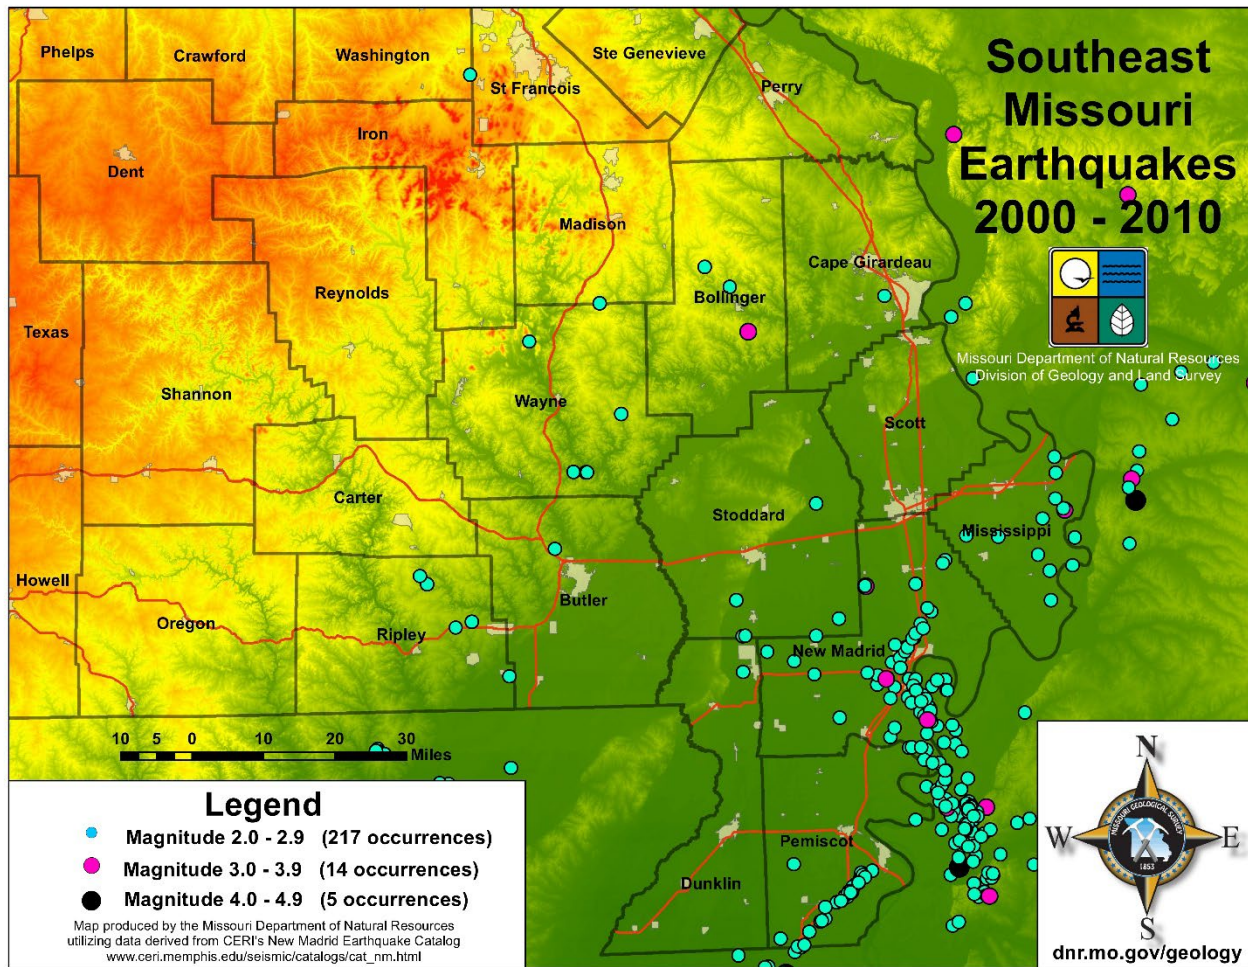 Southeast
Missouri
Earthquakes
2000 - 2010
Missouri Department of Natural Resources
Division of Geology and Land Survey
Phelps
Crawford
Washington
St Francois
Ste Genevieve
Perry
Iron
Dent
Madison
Cape Girardeau
Reynolds
Bollinger
Texas
Shannon
Wayne
Scott
Carter
Stoddard
Mississippi
Howell
Oregon
Ripley
Butler
New Madrid
Pemiscot
Dunklin
10 5 0 10 20 30
Miles
Legend
Magnitude 2.0 - 2.9 (217 occurrences)
Magnitude 3.0 - 3.9 (14 occurrences)
Magnitude 4.0 - 4.9 (5 occurrences)
Map produced by the Missouri Department of Natural Resources
utilizing data derived from CERI's New Madrid Earthquake Catalog
www.ceri.memphis.edu/seismic/catalogs/cat_nm.html
N
W
E
S
MISSOURI GEOLOGICAL SURVEY
1853
dnr.mo.gov/geology